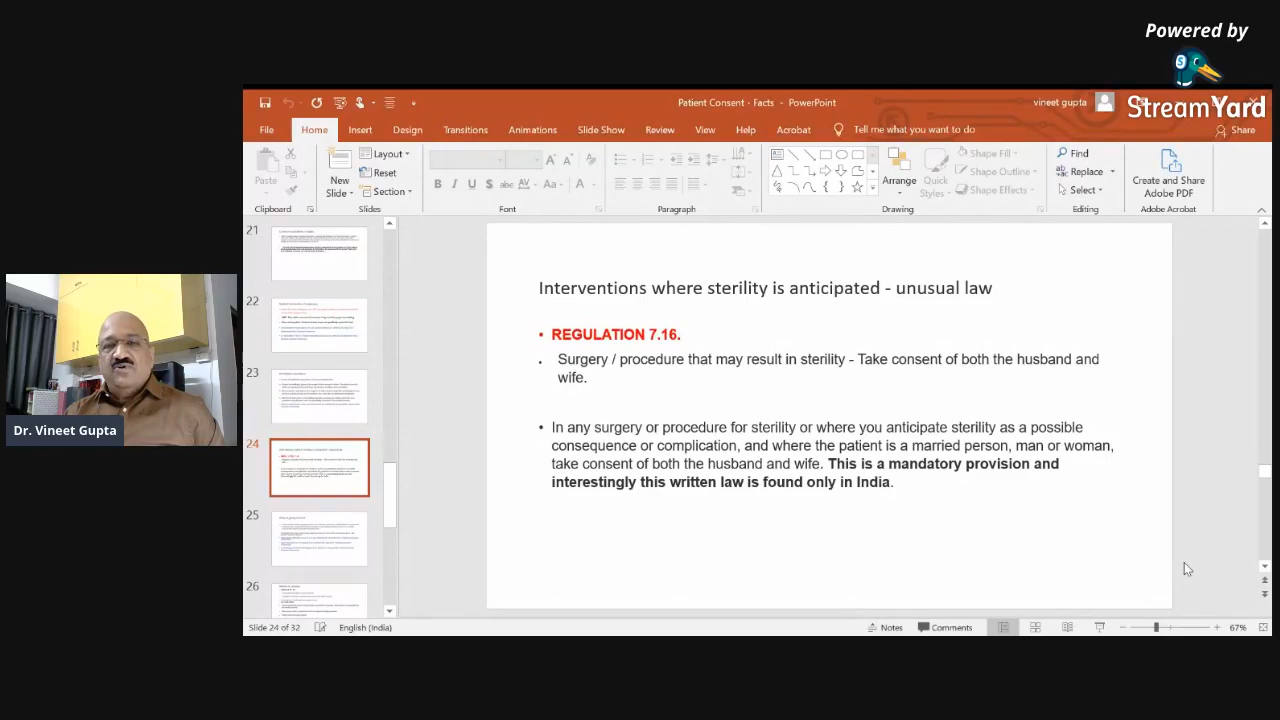 Powered by
StreamYard
Patient Consent - Facts - PowerPoint
vineet gupta
File Home Insert Design Transitions Animations Slide Show Review View Help Acrobat Tell me what you want to do Share
Paste
New
Slide
Layout
Reset
Section
B I U S abc AV Aa A
Arrange
Quick
Styles
Shape Fill
Shape Outline
Shape Effects
Find
Replace
Select
Create and Share
Adobe PDF
Clipboard Slides Font Paragraph Drawing Editing Adobe Acrobat
21
22
23
24
25
26
Interventions where sterility is anticipated - unusual law
• REGULATION 7.16.
• Surgery / procedure that may result in sterility - Take consent of both the husband and
wife.
• In any surgery or procedure for sterility or where you anticipate sterility as a possible
consequence or complication, and where the patient is a married person, man or woman,
take consent of both the husband and wife. This is a mandatory provision and
interestingly this written law is found only in India.
Dr. Vineet Gupta
Slide 24 of 32 English (India) Notes Comments 67%